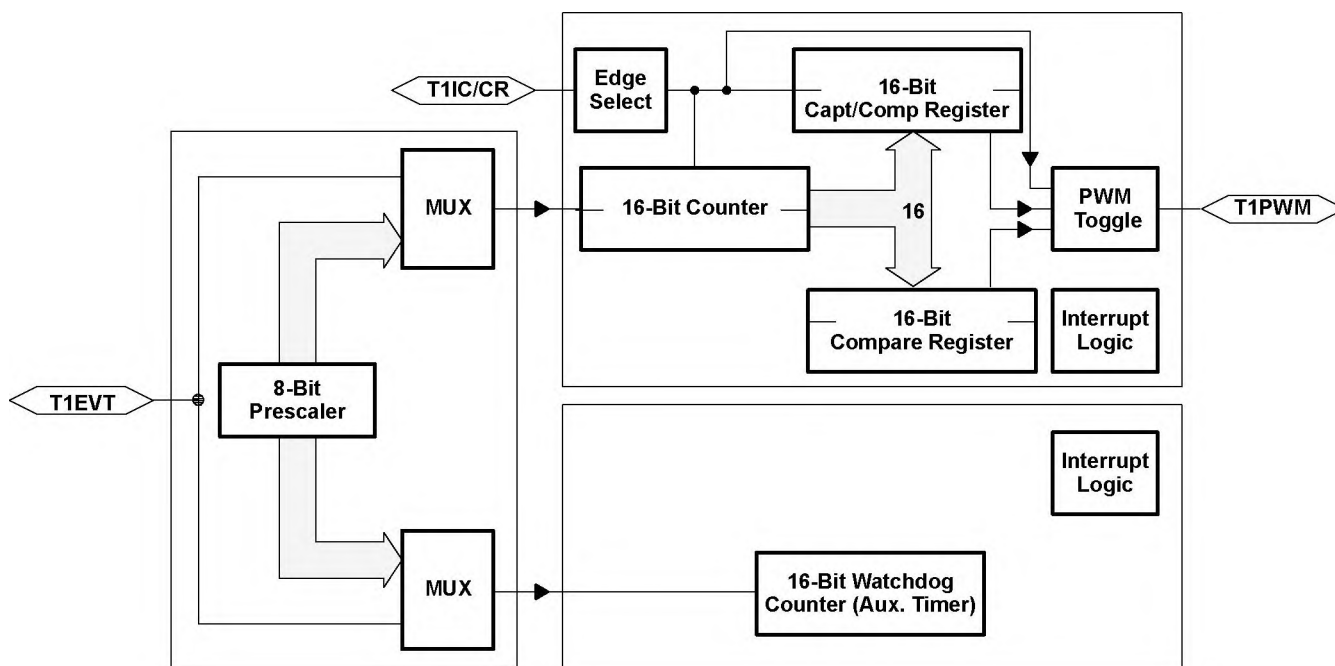 T1IC/CR
Edge
Select
16-Bit
Capt/Comp Register
MUX
16-Bit Counter
16
PWM
Toggle
T1PWM
16-Bit
Compare Register
Interrupt
Logic
T1EVT
8-Bit
Prescaler
Interrupt
Logic
MUX
16-Bit Watchdog
Counter (Aux. Timer)